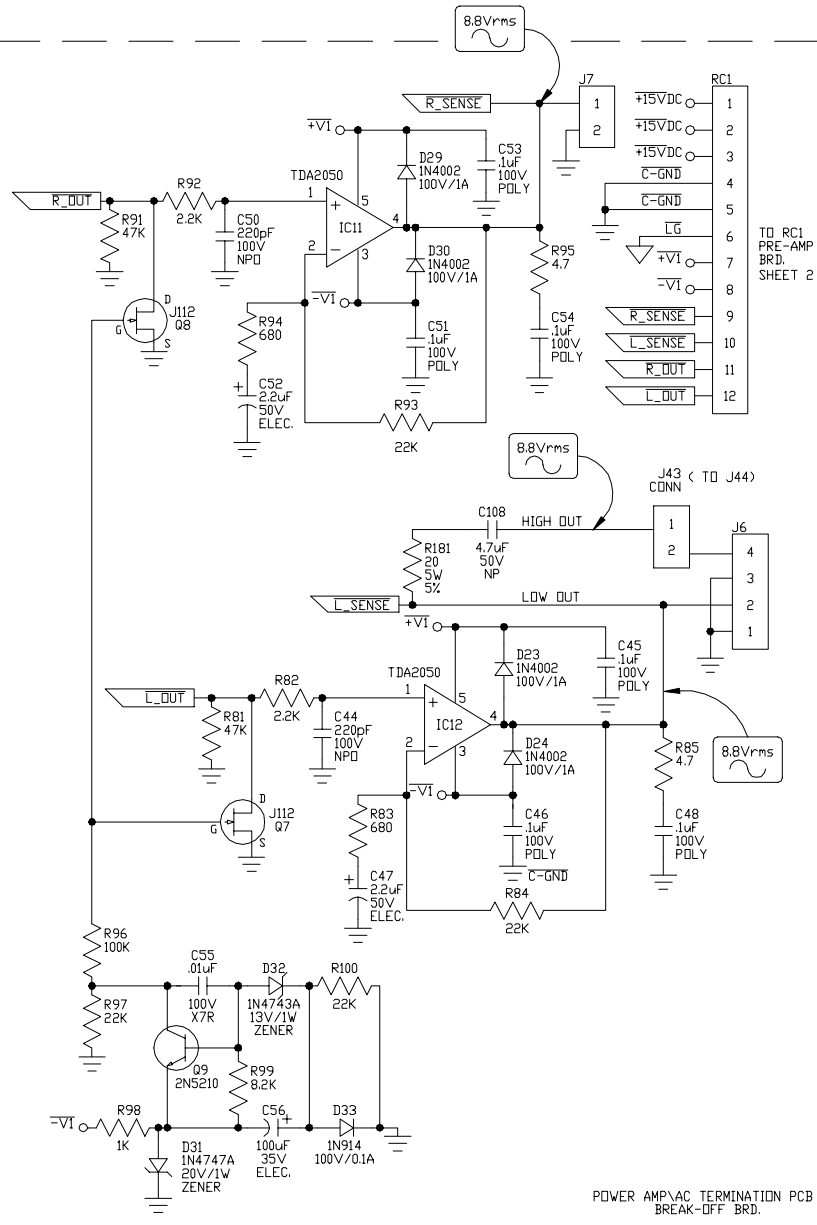 8.8Vrms
J7
1
2
R_SENSE
RC1
+15VDC
1
+15VDC
2
+15VDC
3
C-GND
4
C-GND
5
LG
6
+V1
7
-V1
8
R_SENSE
9
L_SENSE
10
R_OUT
11
L_OUT
12
TO RC1
PRE-AMP
BRD.
SHEET 2
+V1
D29
1N4002
100V/1A
C53
.1uF
100V
POLY
TDA2050
R_OUT
R92
2.2K
R91
47K
C50
220pF
100V
NPO
1
+
2
-
5
IC11
4
3
D30
1N4002
100V/1A
R95
4.7
-V1
C51
.1uF
100V
POLY
C54
.1uF
100V
POLY
D
J112
G
Q8
S
R94
680
+
C52
2.2uF
50V
ELEC.
R93
22K
8.8Vrms
J43 ( TO J44)
CONN
C108
HIGH OUT
4.7uF
50V
NP
1
2
J6
4
3
2
1
R181
20
5W
5%
L_SENSE
LOW OUT
+V1
D23
1N4002
100V/1A
C45
.1uF
100V
POLY
TDA2050
L_OUT
R82
2.2K
R81
47K
C44
220pF
100V
NPO
1
+
2
-
5
IC12
4
3
D24
1N4002
100V/1A
R85
4.7
8.8Vrms
-V1
D
J112
G
Q7
S
R83
680
C46
.1uF
100V
POLY
C48
.1uF
100V
POLY
C-GND
+
C47
2.2uF
50V
ELEC.
R84
22K
R96
100K
C55
.01uF
100V
X7R
D32
1N4743A
13V/1W
ZENER
R100
22K
R97
22K
Q9
2N5210
R99
8.2K
-V1
R98
1K
C56
+
100uF
35V
ELEC.
D33
1N914
100V/0.1A
D31
1N4747A
20V/1W
ZENER
POWER AMP\AC TERMINATION PCB
BREAK-OFF BRD.